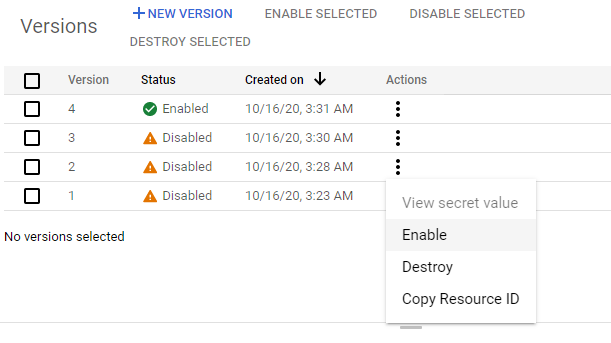 Versions
+ NEW VERSION ENABLE SELECTED DISABLE SELECTED
DESTROY SELECTED
Version Status Created on Actions
4 Enabled 10/16/20, 3:31 AM
3 Disabled 10/16/20, 3:30 AM
2 Disabled 10/16/20, 3:28 AM
1 Disabled 10/16/20, 3:23 AM
View secret value
Enable
Destroy
Copy Resource ID
No versions selected